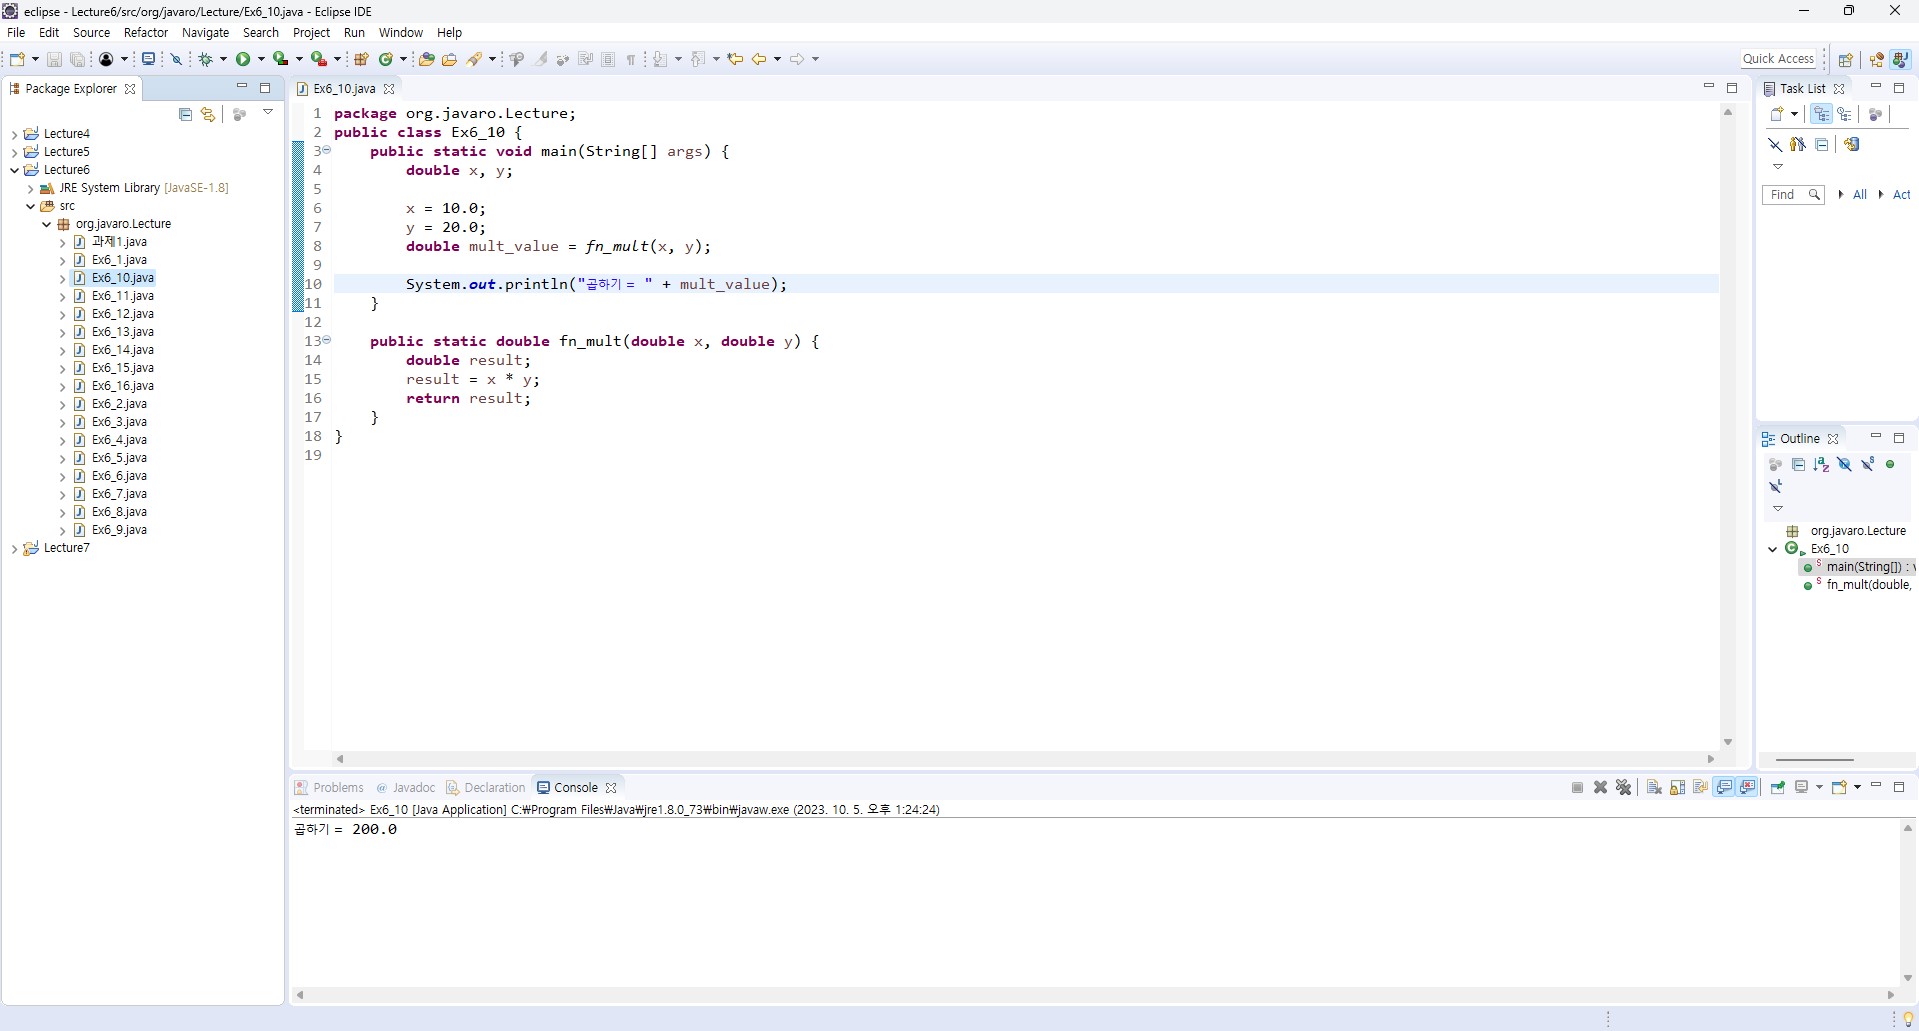 eclipse - Lecture6/src/org/javaro/Lecture/Ex6_10.java - Eclipse IDE
File Edit Source Refactor Navigate Search Project Run Window Help
Quick Access
Package Explorer
Lecture4
Lecture5
Lecture6
JRE System Library [JavaSE-1.8]
src
org.javaro.Lecture
과제1.java
Ex6_1.java
Ex6_10.java
Ex6_11.java
Ex6_12.java
Ex6_13.java
Ex6_14.java
Ex6_15.java
Ex6_16.java
Ex6_2.java
Ex6_3.java
Ex6_4.java
Ex6_5.java
Ex6_6.java
Ex6_7.java
Ex6_8.java
Ex6_9.java
Lecture7
Ex6_10.java
1 package org.javaro.Lecture;
2 public class Ex6_10 {
3 public static void main(String[] args) {
4 double x, y;
5
6 x = 10.0;
7 y = 20.0;
8 double mult_value = fn_mult(x, y);
9
10 System.out.println("곱하기 = " + mult_value);
11 }
12
13 public static double fn_mult(double x, double y) {
14 double result;
15 result = x * y;
16 return result;
17 }
18 }
19
Task List
Find All Act
Outline
org.javaro.Lecture
Ex6_10
main(String[]) : v
fn_mult(double,
Problems @ Javadoc Declaration Console
<terminated> Ex6_10 [Java Application] C:₩Program Files₩Java₩jre1.8.0_73₩bin₩javaw.exe (2023. 10. 5. 오후 1:24:24)
곱하기 = 200.0